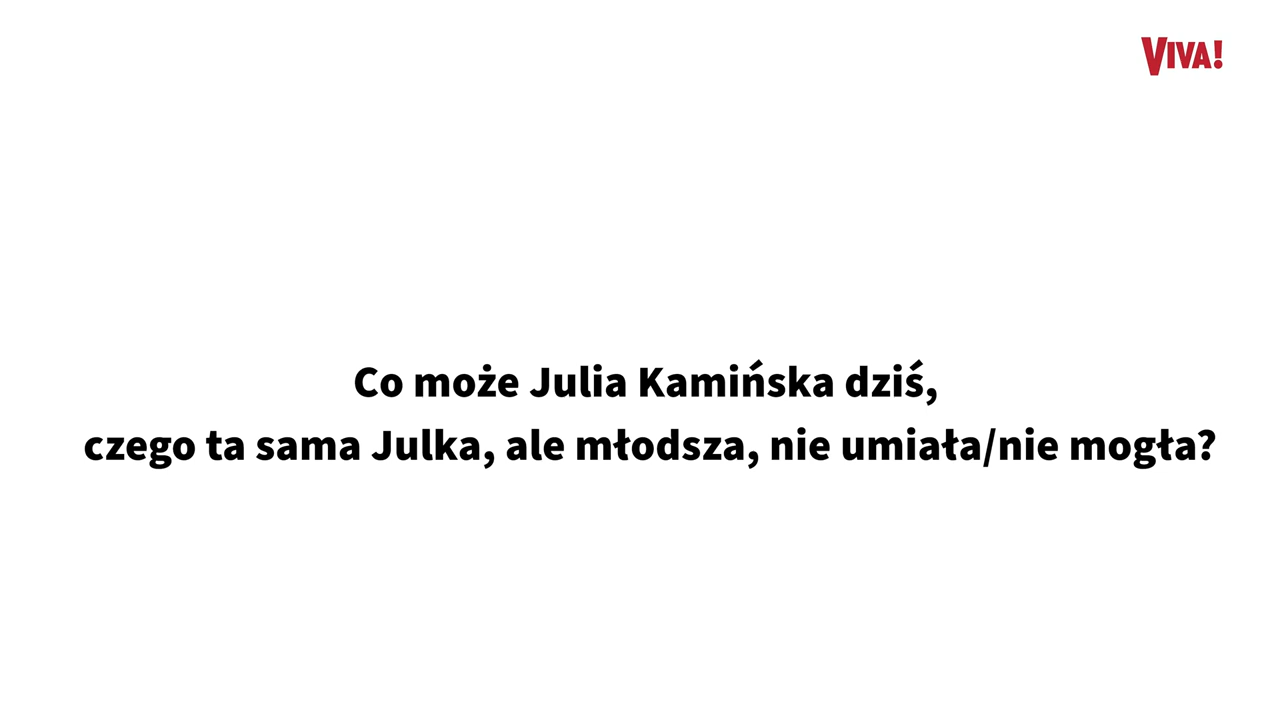 VIVA!
Co może Julia Kamińska dziś,
czego ta sama Julka, ale młodsza, nie umiała/nie mogła?